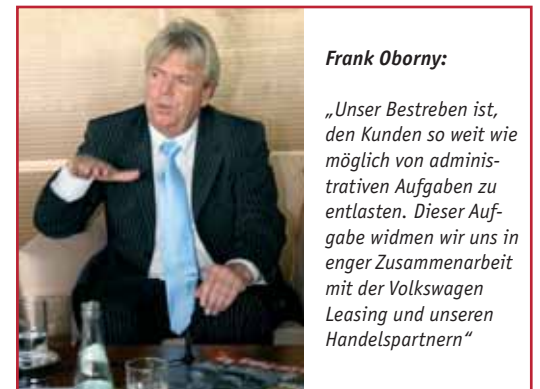 Frank Oborny:
„Unser Bestreben ist,
den Kunden so weit wie
möglich von adminis-
trativen Aufgaben zu
entlasten. Dieser Auf-
gabe widmen wir uns in
enger Zusammenarbeit
mit der Volkswagen
Leasing und unseren
Handelspartnern“